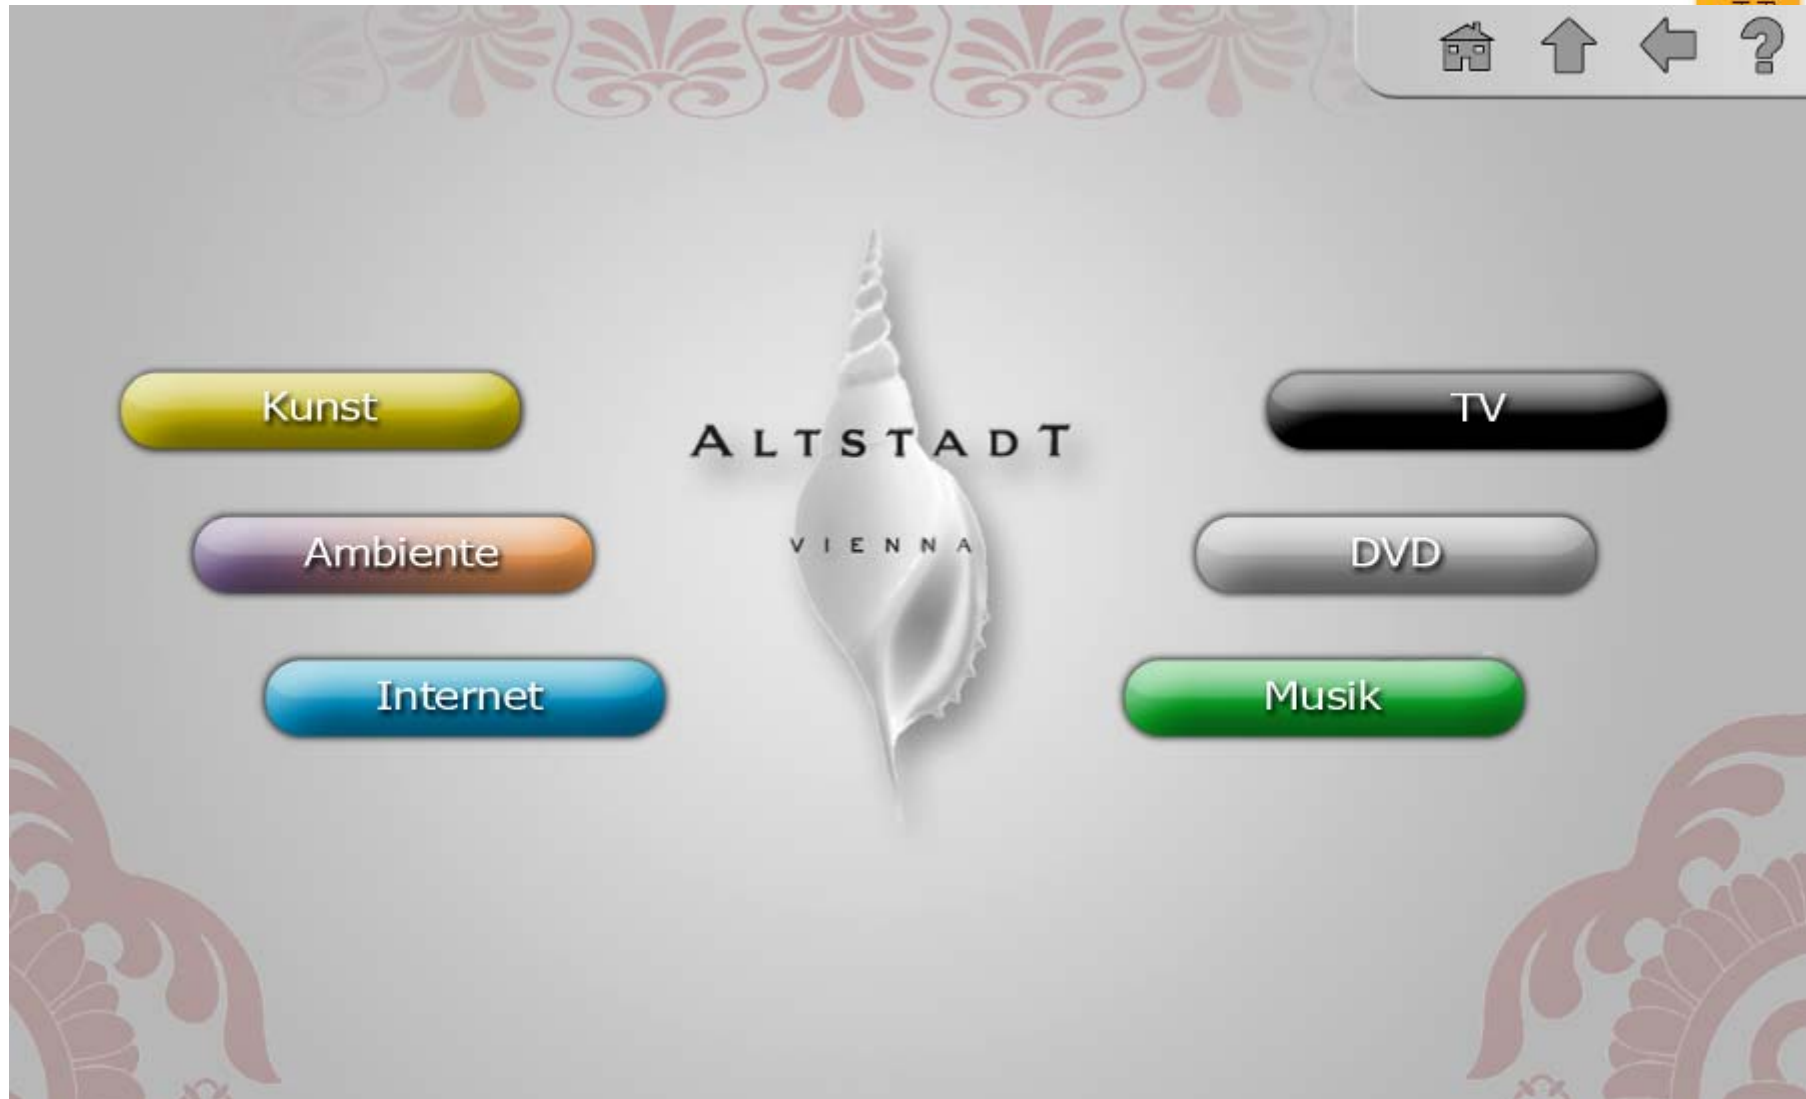 Kunst
TV
ALTSTADT
Ambiente
VIENNA
DVD
Internet
Musik